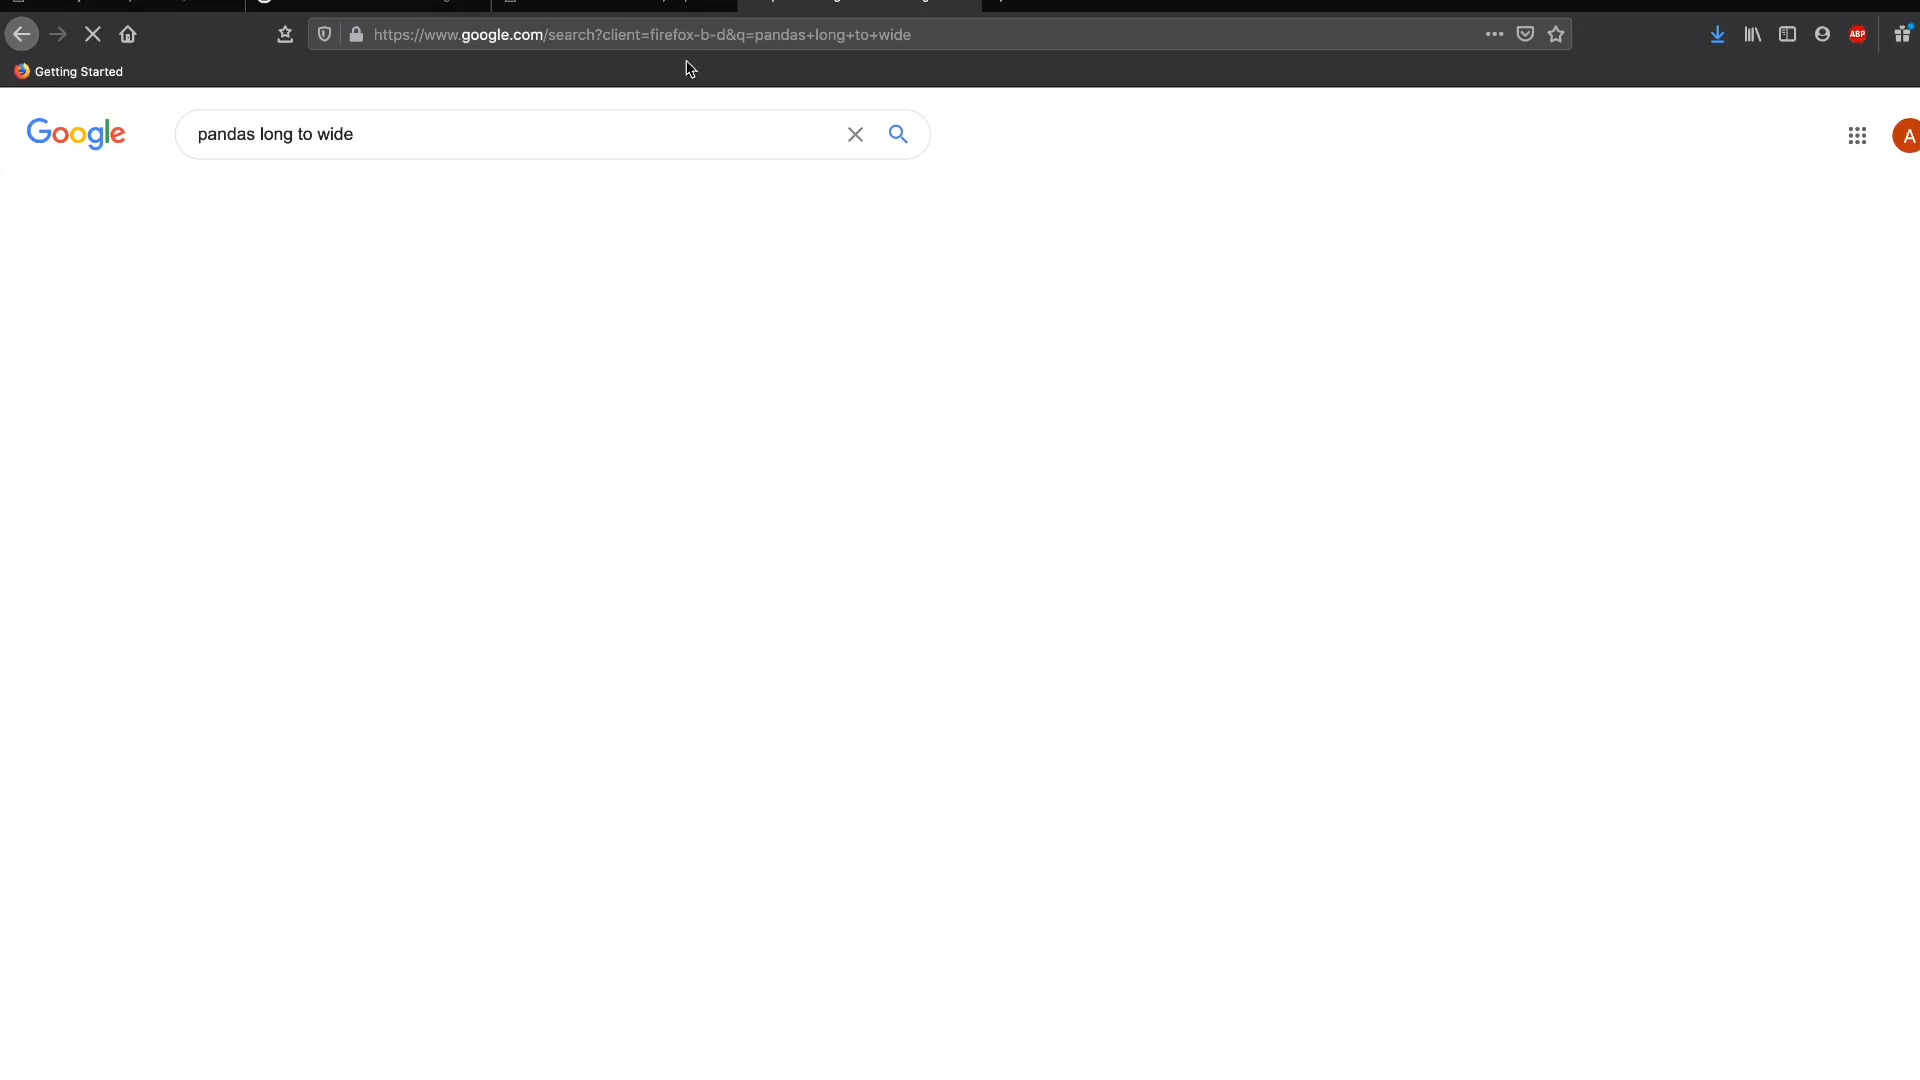 https://www.google.com/search?client=firefox-b-d&q=pandas+long+to+wide
ABP
Getting Started
Google
pandas long to wide
A